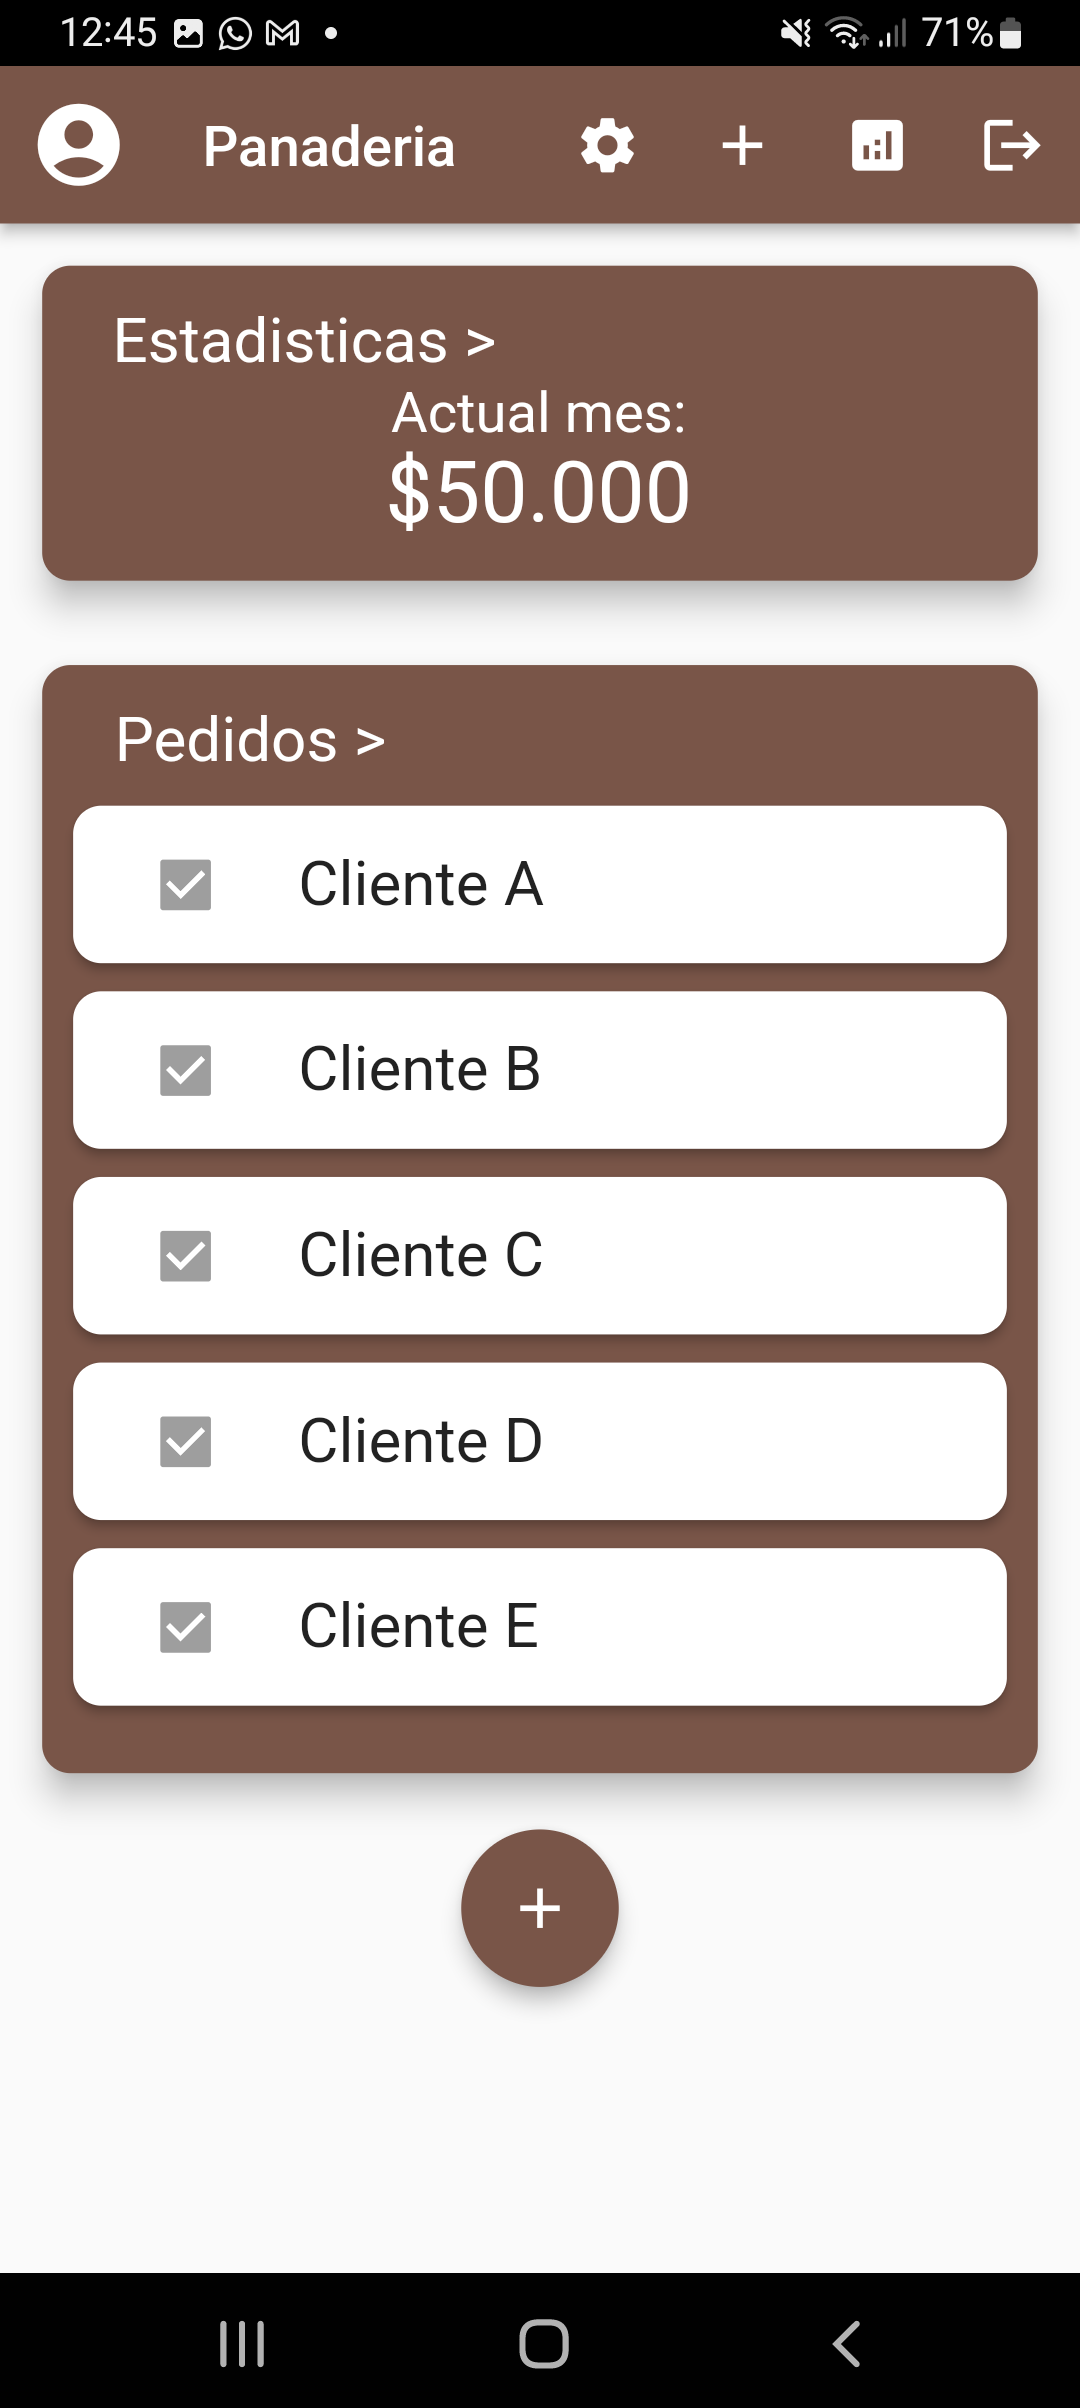 12:45 71%
Panaderia
Estadisticas >
Actual mes:
$50.000
Pedidos >
Cliente A
Cliente B
Cliente C
Cliente D
Cliente E